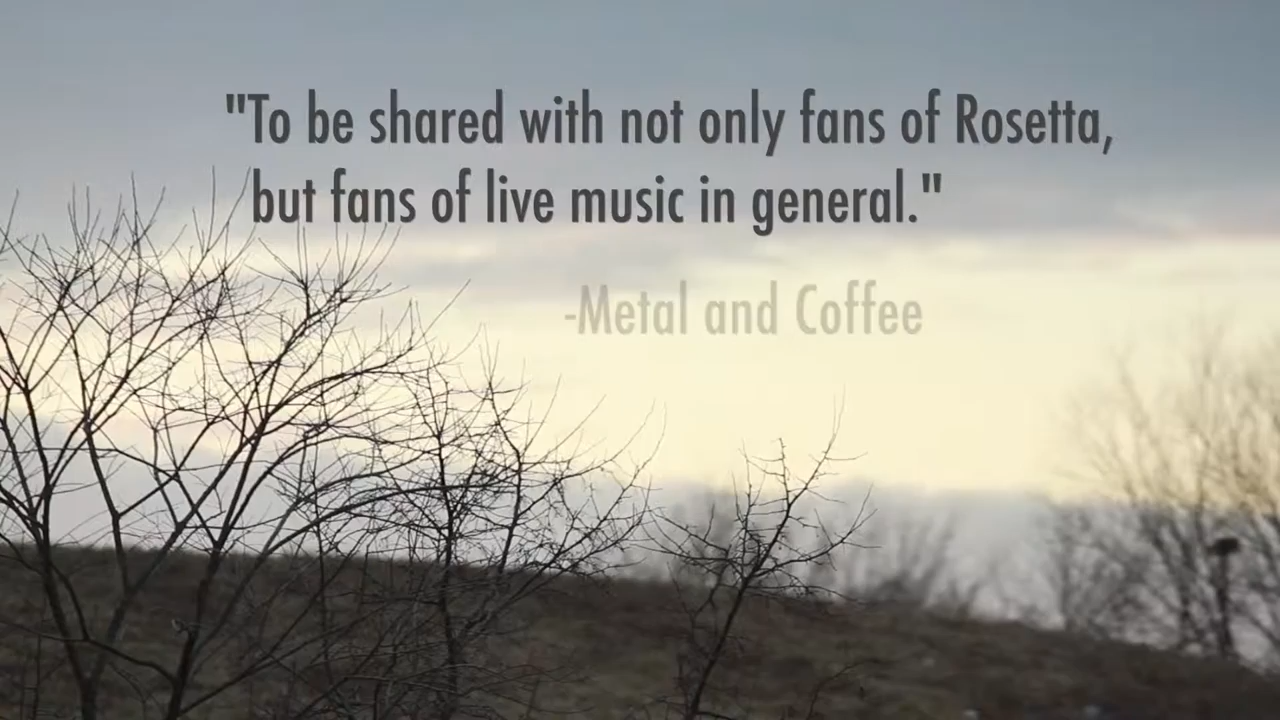 "To be shared with not only fans of Rosetta,
but fans of live music in general."
-Metal and Coffee